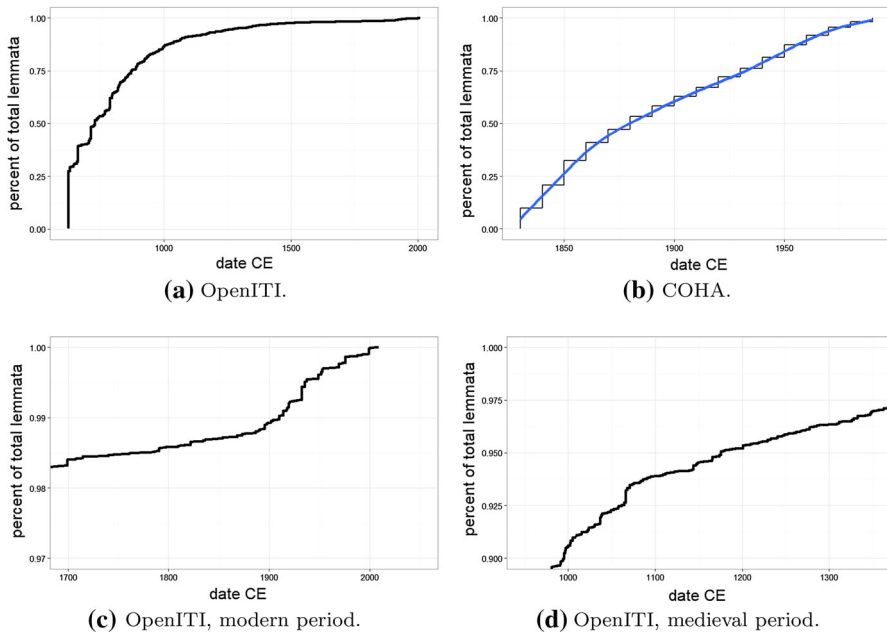 1.00
0.75
0.50
0.25
0.00
percent of total lemmata
1000
1500
2000
date CE
(a) OpenITI.
1.00
0.75
0.50
0.25
0.00
percent of total lemmata
1850
1900
1950
date CE
(b) COHA.
1.00
0.99
0.98
0.97
percent of total lemmata
1700
1800
1900
2000
date CE
(c) OpenITI, modern period.
1.000
0.975
0.950
0.925
0.900
percent of total lemmata
1000
1100
1200
1300
date CE
(d) OpenITI, medieval period.